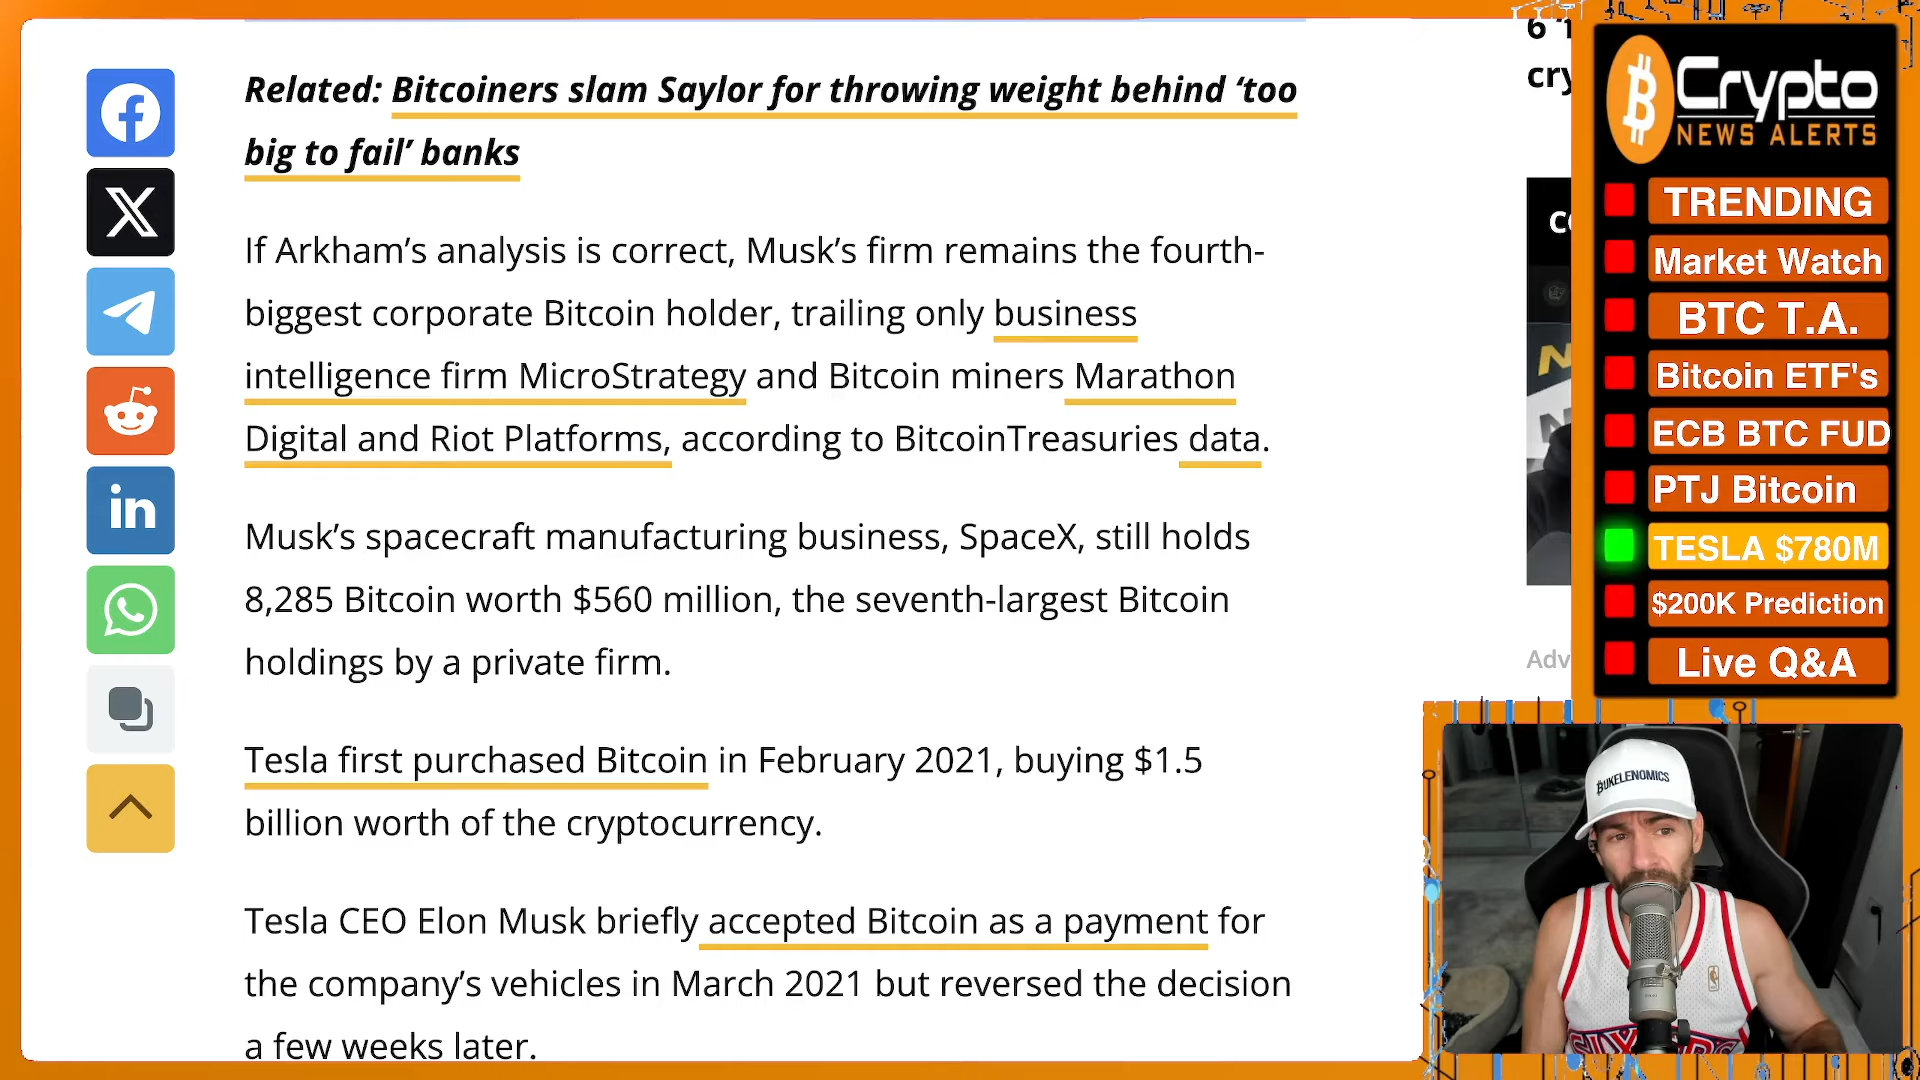 Related: Bitcoiners slam Saylor for throwing weight behind ‘too
big to fail’ banks
If Arkham’s analysis is correct, Musk’s firm remains the fourth-
biggest corporate Bitcoin holder, trailing only business
intelligence firm MicroStrategy and Bitcoin miners Marathon
Digital and Riot Platforms, according to BitcoinTreasuries data.
Musk’s spacecraft manufacturing business, SpaceX, still holds
8,285 Bitcoin worth $560 million, the seventh-largest Bitcoin
holdings by a private firm.
Tesla first purchased Bitcoin in February 2021, buying $1.5
billion worth of the cryptocurrency.
Tesla CEO Elon Musk briefly accepted Bitcoin as a payment for
the company’s vehicles in March 2021 but reversed the decision
a few weeks later.
in
Crypto
NEWS ALERTS
TRENDING
Market Watch
BTC T.A.
Bitcoin ETF's
ECB BTC FUD
PTJ Bitcoin
TESLA $780M
$200K Prediction
Live Q&A
BUKELENOMICS